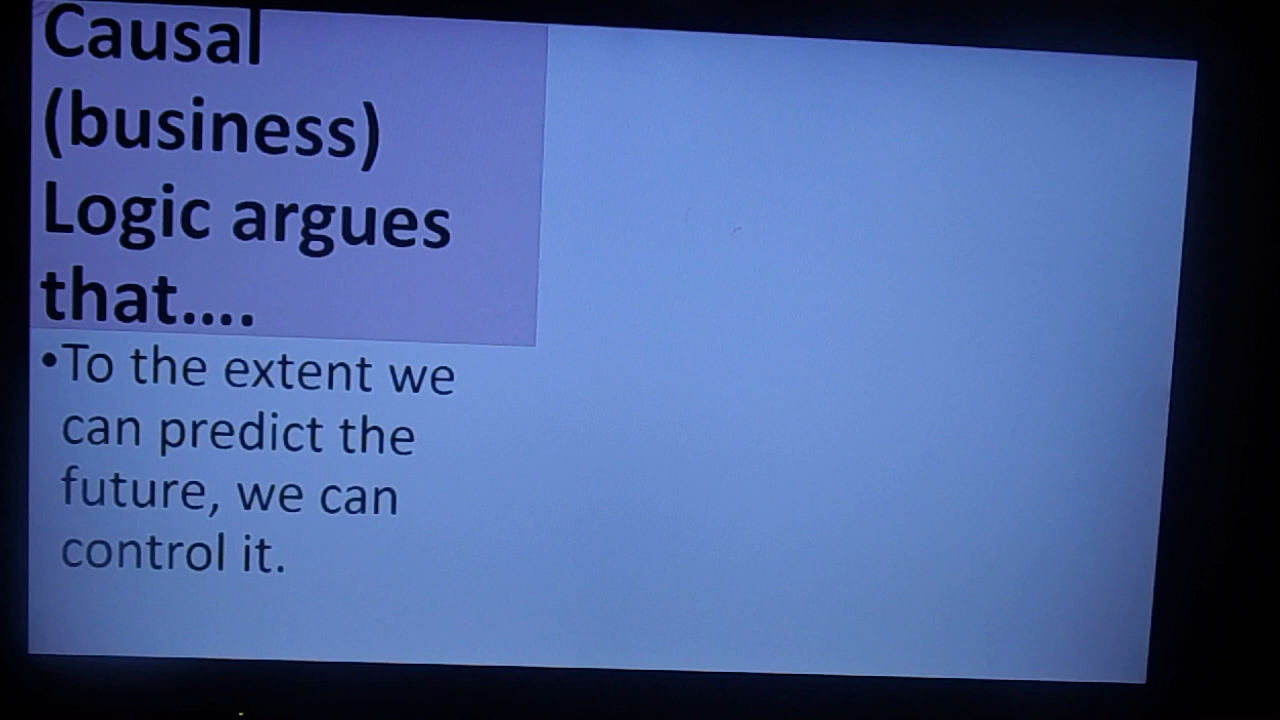 Causal
(business)
Logic argues
that....
•To the extent we
can predict the
future, we can
control it.